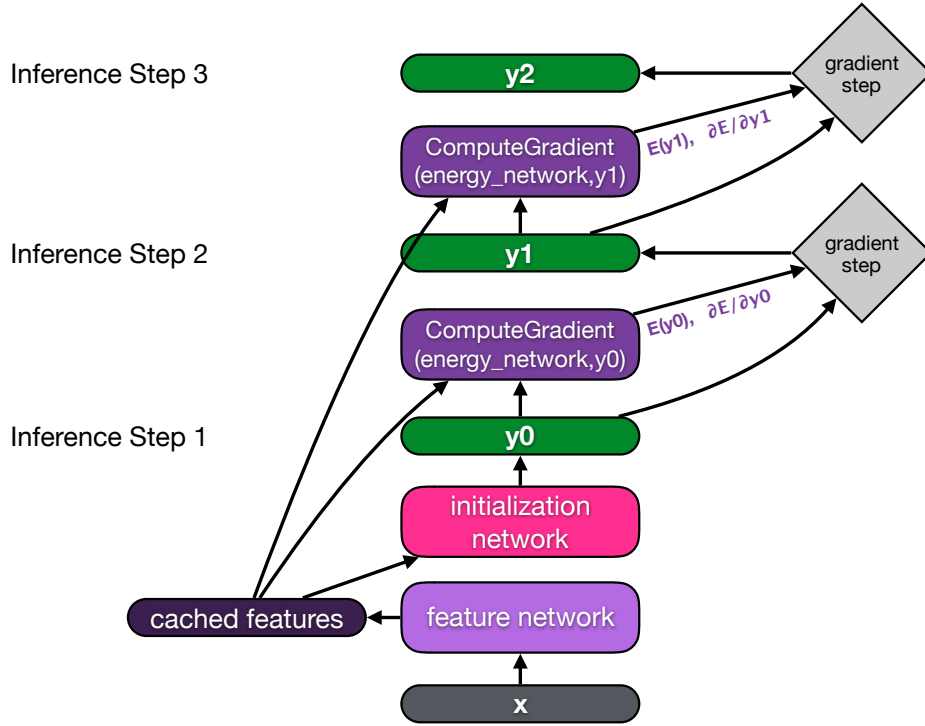 Inference Step 3
y2
gradient
step
ComputeGradient
(energy_network,y1)
E(y1), ∂E/∂y1
Inference Step 2
y1
gradient
step
ComputeGradient
(energy_network,y0)
E(y0), ∂E/∂y0
Inference Step 1
y0
initialization
network
cached features
feature network
x